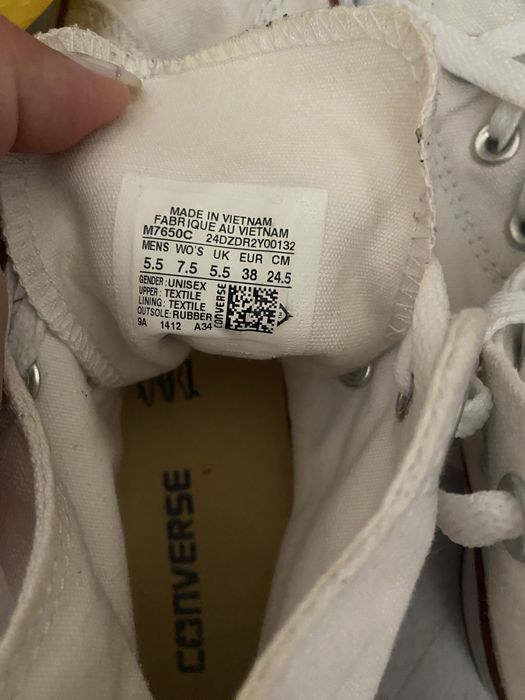 MADE IN VIETNAM
FABRIQUE AU VIETNAM
M7650C 24DZDR2Y00132
MENS WO'S UK EUR CM
5.5 7.5 5.5 38 24.5
GENDER : UNISEX
UPPER : TEXTILE
LINING : TEXTILE
OUTSOLE: RUBBER
9A 1412 A34
CONVERSE
CONVERSE